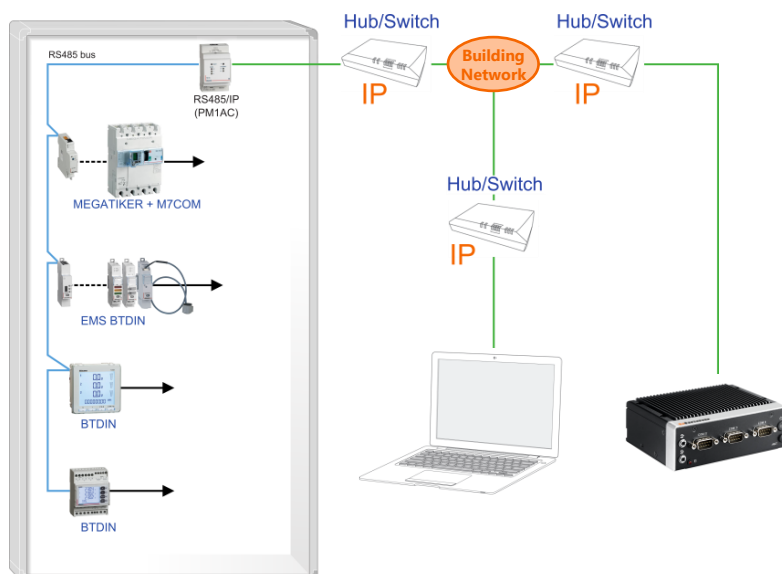 Hub/Switch
Hub/Switch
RS485 bus
Building
Network
RS485/IP
(PM1AC)
IP
IP
MEGATIKER + M7COM
Hub/Switch
IP
EMS BTDIN
BTDIN
BTDIN